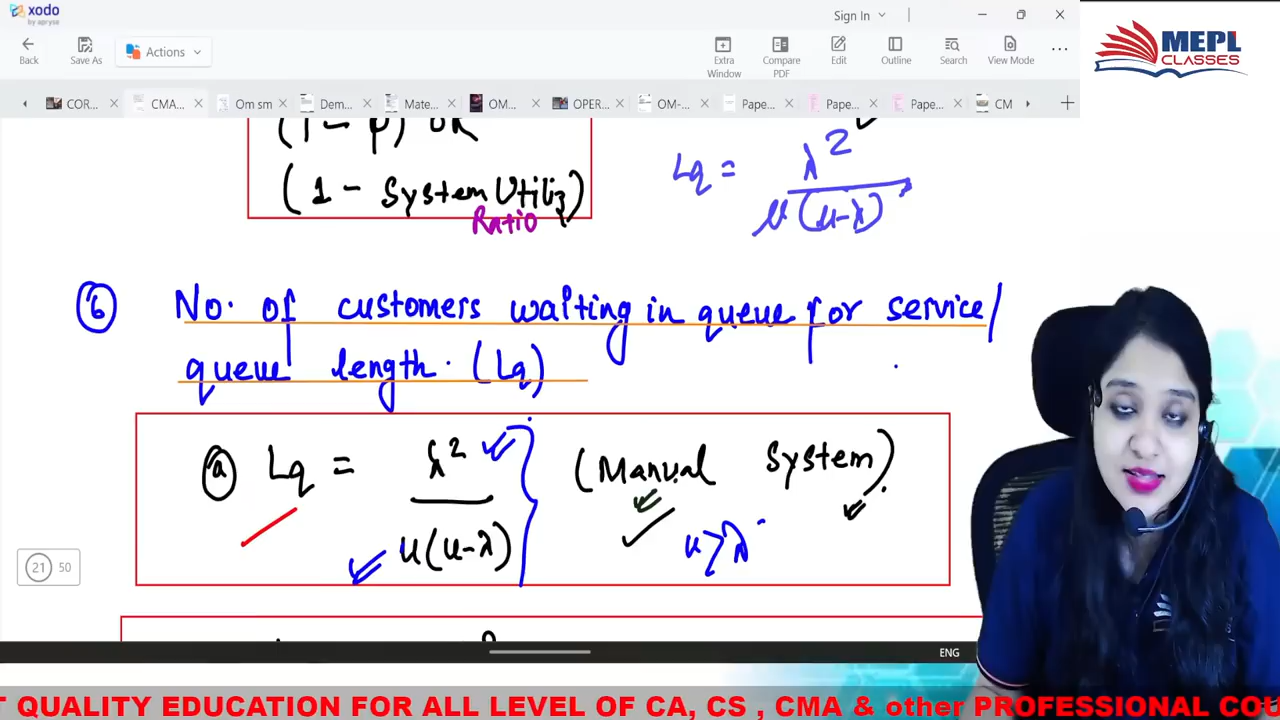 xodo
by apryse
Sign In
Back
Save As
Actions
Extra Window
Compare PDF
Edit
Outline
Search
View Mode
COR...
CMA...
Om sm
Dem...
Mate...
OM...
OPER...
OM-...
Pape...
Pape...
Pape...
CM
MEPL
CLASSES
(1 - ρ) OR
(1 - System Utiliz)
Ratio
Lq = λ² / μ(μ-λ)
6 No. of customers waiting in queue for service/
queue length. (Lq)
a Lq = λ² / μ(μ-λ) (Manual System)
μ>λ
21 50
ENG
T QUALITY EDUCATION FOR ALL LEVEL OF CA, CS , CMA & other PROFESSIONAL COU